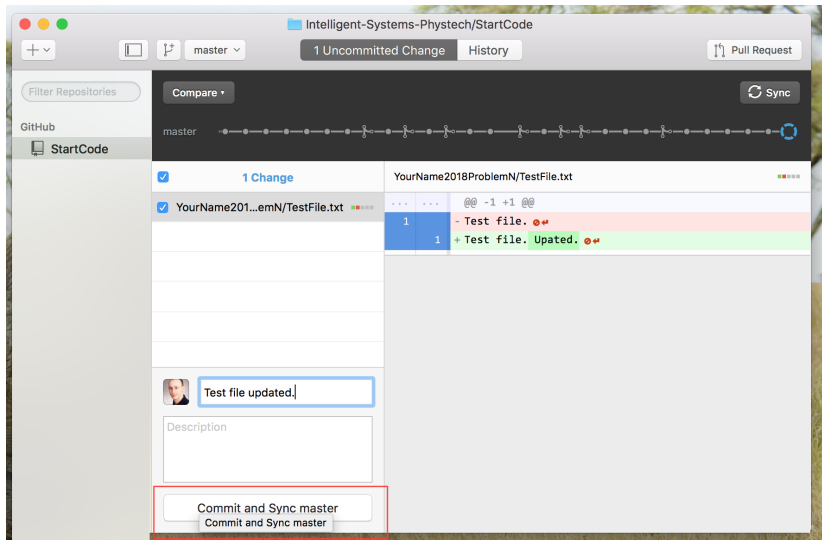 Intelligent-Systems-Phystech/StartCode
master
1 Uncommitted Change
History
Pull Request
Filter Repositories
GitHub
StartCode
Compare
Sync
master
1 Change
YourName201...emN/TestFile.txt
YourName2018ProblemN/TestFile.txt
... ... @@ -1 +1 @@
1 - Test file.
1 + Test file. Upated.
Test file updated.
Description
Commit and Sync master
Commit and Sync master